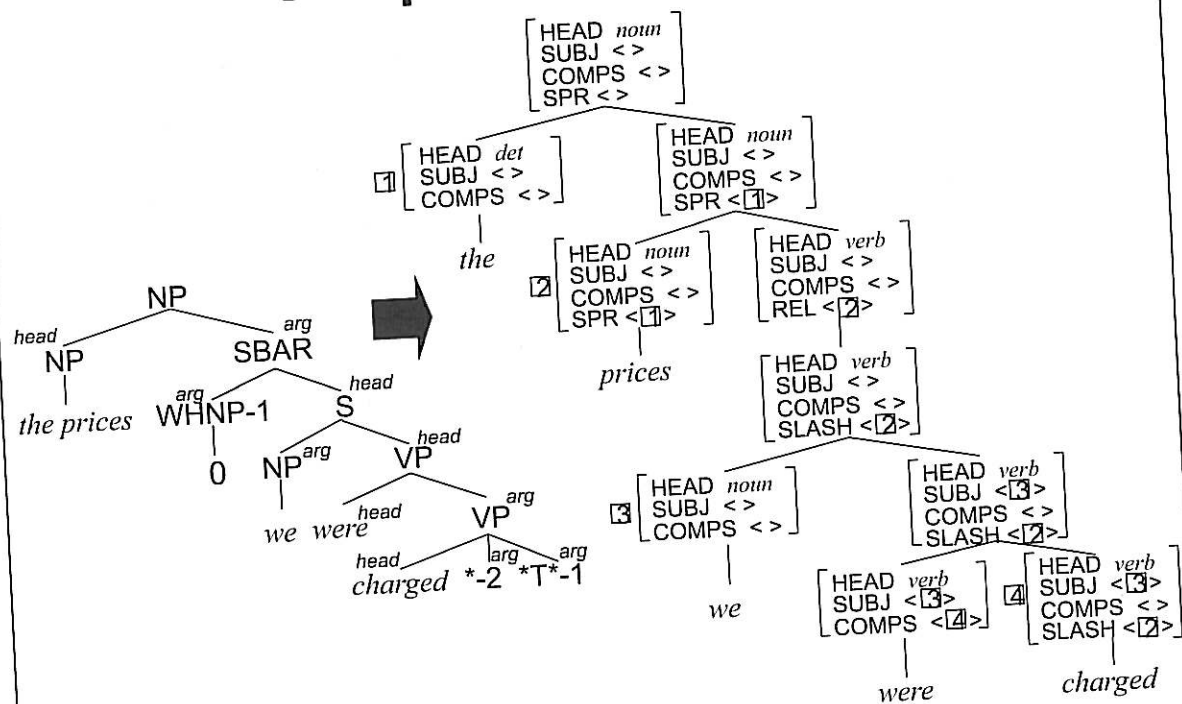 HEAD noun
SUBJ < >
COMPS < >
SPR < >
1
HEAD det
SUBJ < >
COMPS < >
the
HEAD noun
SUBJ < >
COMPS < >
SPR <1>
2
HEAD noun
SUBJ < >
COMPS < >
SPR <1>
prices
HEAD verb
SUBJ < >
COMPS < >
REL <2>
HEAD verb
SUBJ < >
COMPS < >
SLASH <2>
3
HEAD noun
SUBJ < >
COMPS < >
we
HEAD verb
SUBJ <3>
COMPS < >
SLASH <2>
HEAD verb
SUBJ <3>
COMPS <4>
were
4
HEAD verb
SUBJ <3>
COMPS < >
SLASH <2>
charged
NP
head
NP
the prices
arg
SBAR
arg
WHNP-1
0
head
S
NP arg
we
head
VP
were head
arg
VP
head
charged
arg
*-2
arg
*T*-1